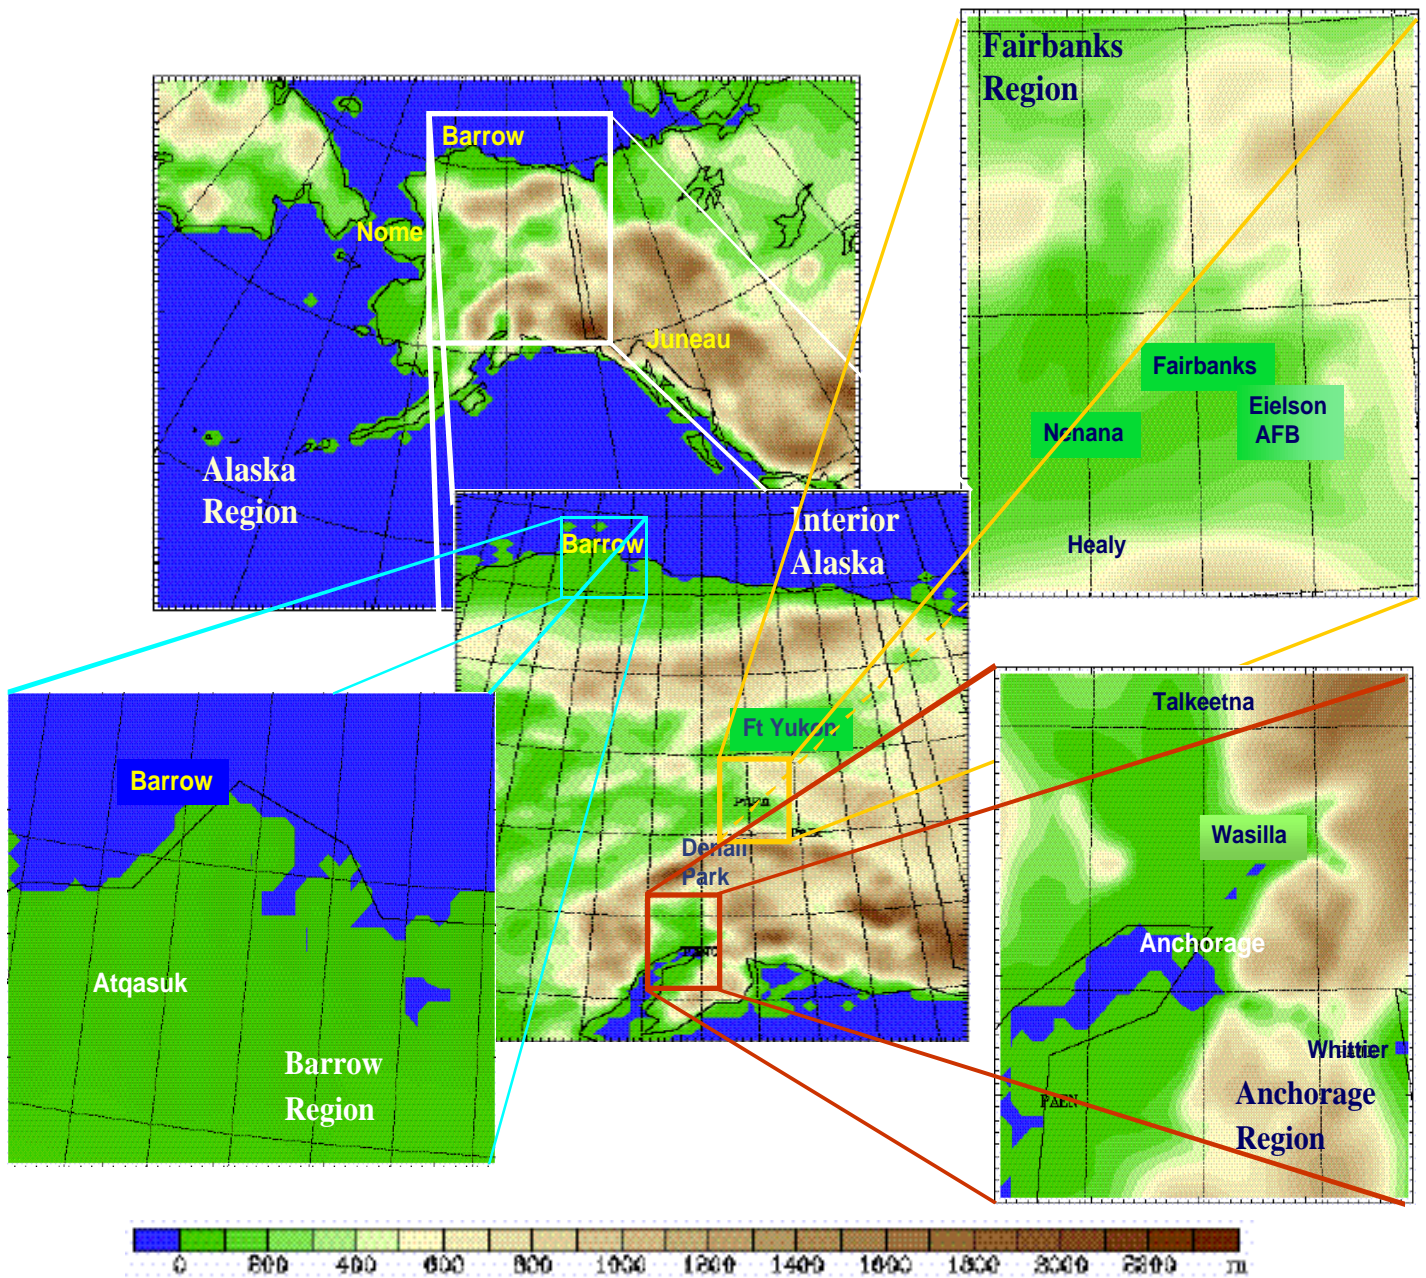 Fairbanks
Region
Barrow
Nome
Juneau
Fairbanks
Eielson
AFB
Nenana
Alaska
Region
Interior
Alaska
Barrow
Healy
Talkeetna
Ft Yukon
Barrow
Wasilla
Denali
Park
Anchorage
Atqasuk
Whittier
Barrow
Region
Anchorage
Region
PAEN
0 200 400 600 800 1000 1200 1400 1600 1800 2000 2200 m